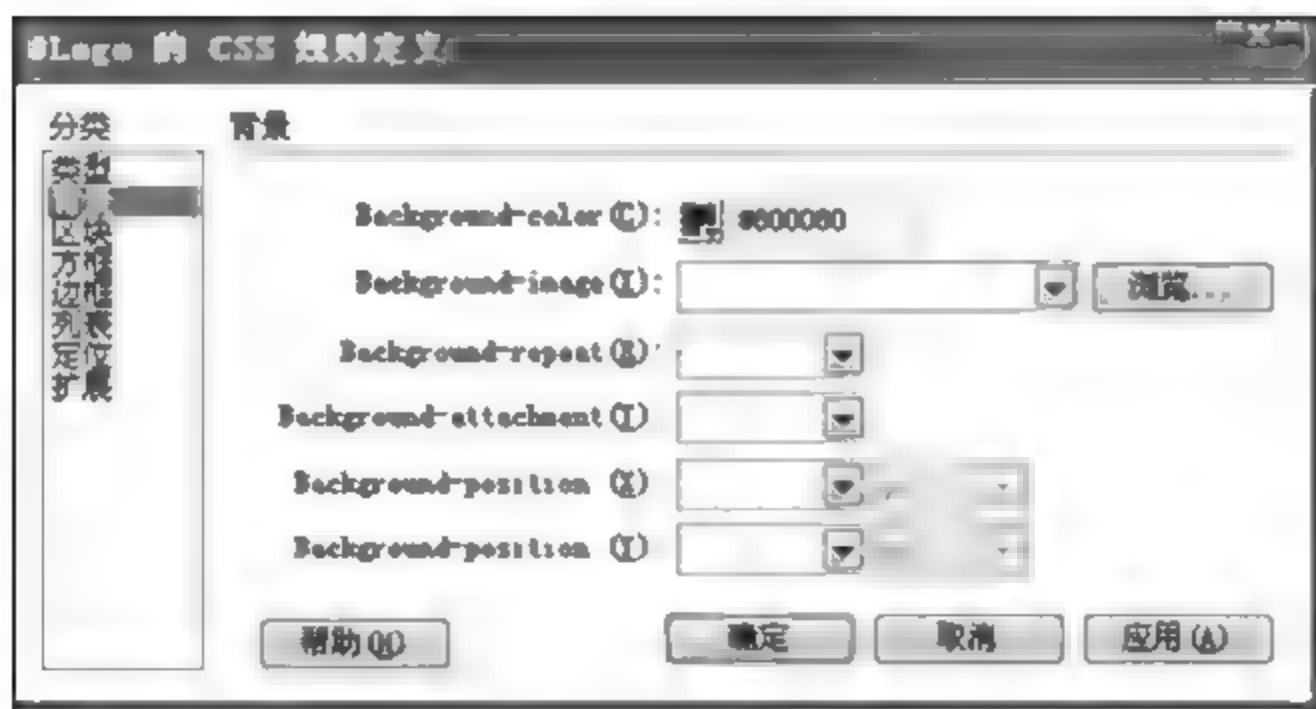 #Logo 的 CSS 规则定义
分类
类型
区块
方框
边框
列表
定位
扩展
背景
Background-color(C):
Background-image(I):
浏览...
Background-repeat(R):
Background-attachment(T)
Background-position (X)
Background-position (Y)
帮助(H)
确定
取消
应用(A)